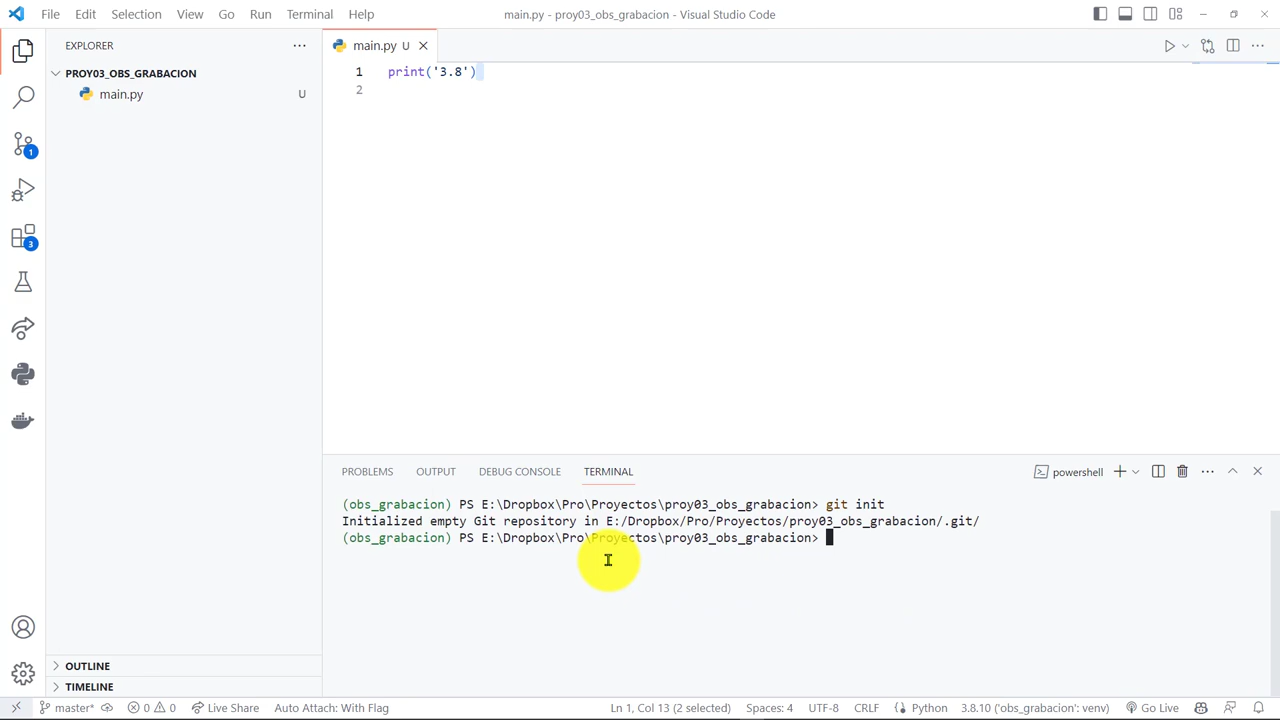 File Edit Selection View Go Run Terminal Help
main.py - proy03_obs_grabacion - Visual Studio Code
EXPLORER
PROY03_OBS_GRABACION
main.py U
1
3
OUTLINE
TIMELINE
main.py U
1 print('3.8')
2
PROBLEMS OUTPUT DEBUG CONSOLE TERMINAL powershell
(obs_grabacion) PS E:\Dropbox\Pro\Proyectos\proy03_obs_grabacion> git init
Initialized empty Git repository in E:/Dropbox/Pro/Proyectos/proy03_obs_grabacion/.git/
(obs_grabacion) PS E:\Dropbox\Pro\Proyectos\proy03_obs_grabacion>
master* 0 0 Live Share Auto Attach: With Flag Ln 1, Col 13 (2 selected) Spaces: 4 UTF-8 CRLF Python 3.8.10 ('obs_grabacion': venv) Go Live